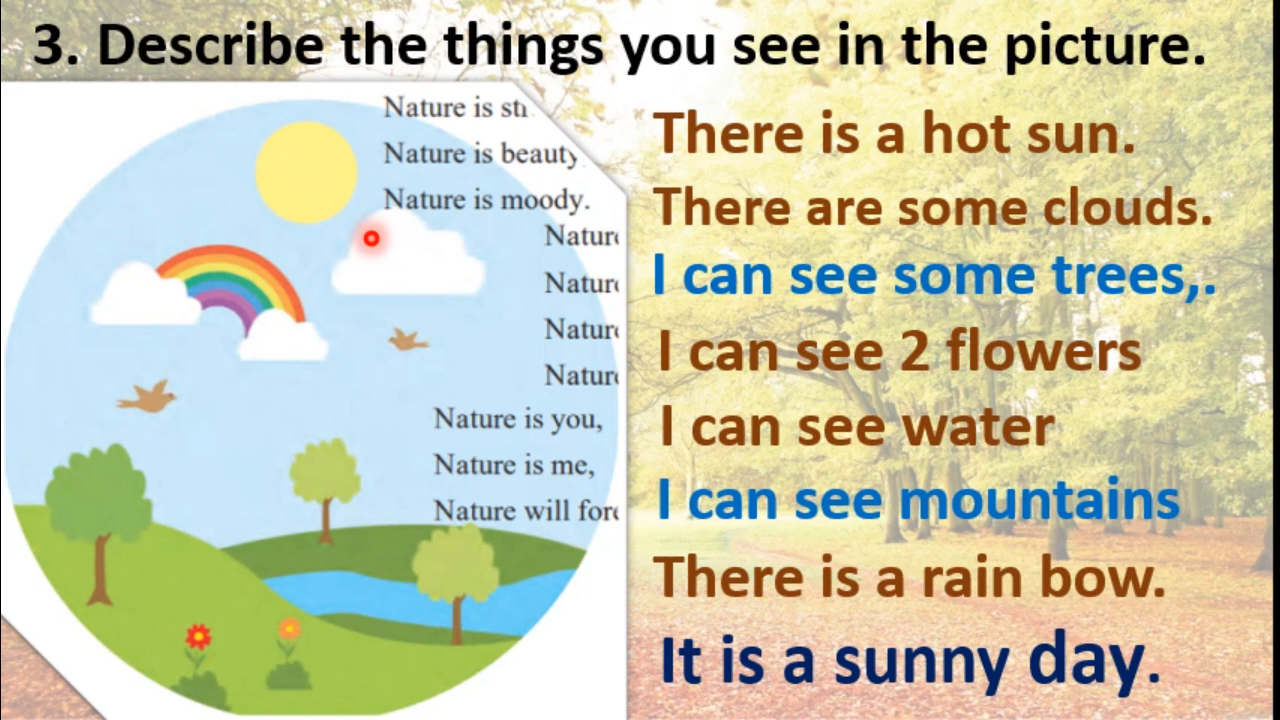 3. Describe the things you see in the picture.
Nature is
Nature is
Nature is moody.
Nature is you,
Nature is me,
Nature will
There is a hot sun.
There are some clouds.
I can see some trees,.
I can see 2 flowers
I can see water
I can see mountains
There is a rain bow.
It is a sunny day.